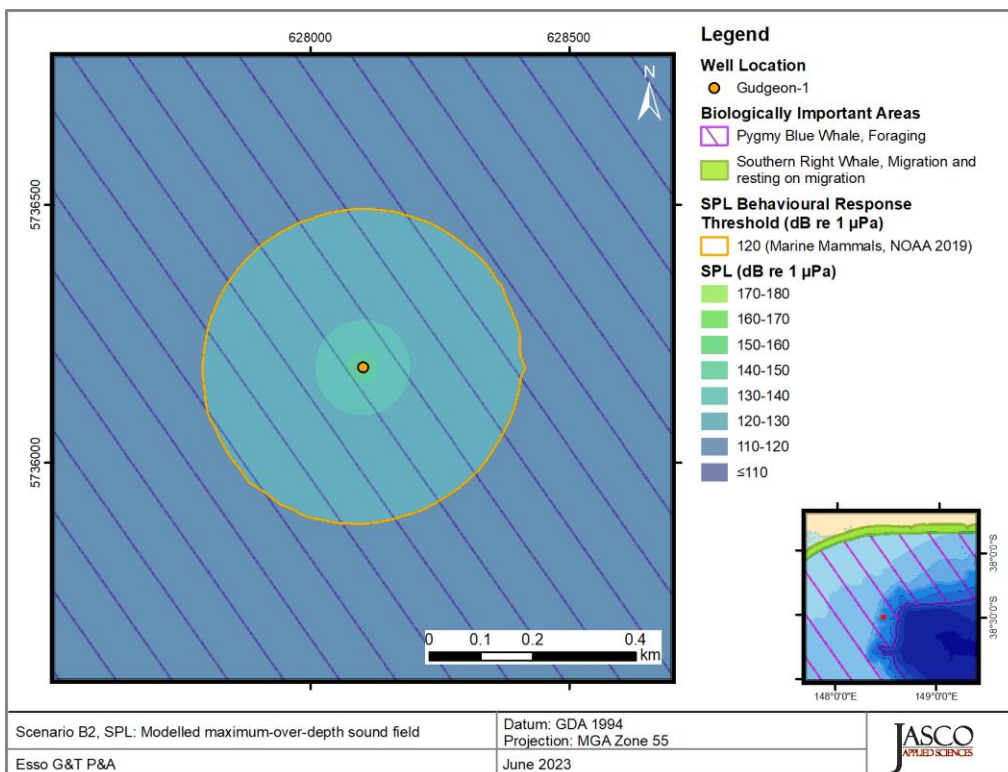 628000
628500
5736500
5736000
N
0 0.1 0.2 0.4
km
Legend
Well Location
Gudgeon-1
Biologically Important Areas
Pygmy Blue Whale, Foraging
Southern Right Whale, Migration and
resting on migration
SPL Behavioural Response
Threshold (dB re 1 µPa)
120 (Marine Mammals, NOAA 2019)
SPL (dB re 1 µPa)
170-180
160-170
150-160
140-150
130-140
120-130
110-120
≤110
38°0'0"S
38°30'0"S
148°0'0"E
149°0'0"E
Scenario B2, SPL: Modelled maximum-over-depth sound field
Datum: GDA 1994
Projection: MGA Zone 55
Esso G&T P&A
June 2023
JASCO
APPLIED SCIENCES